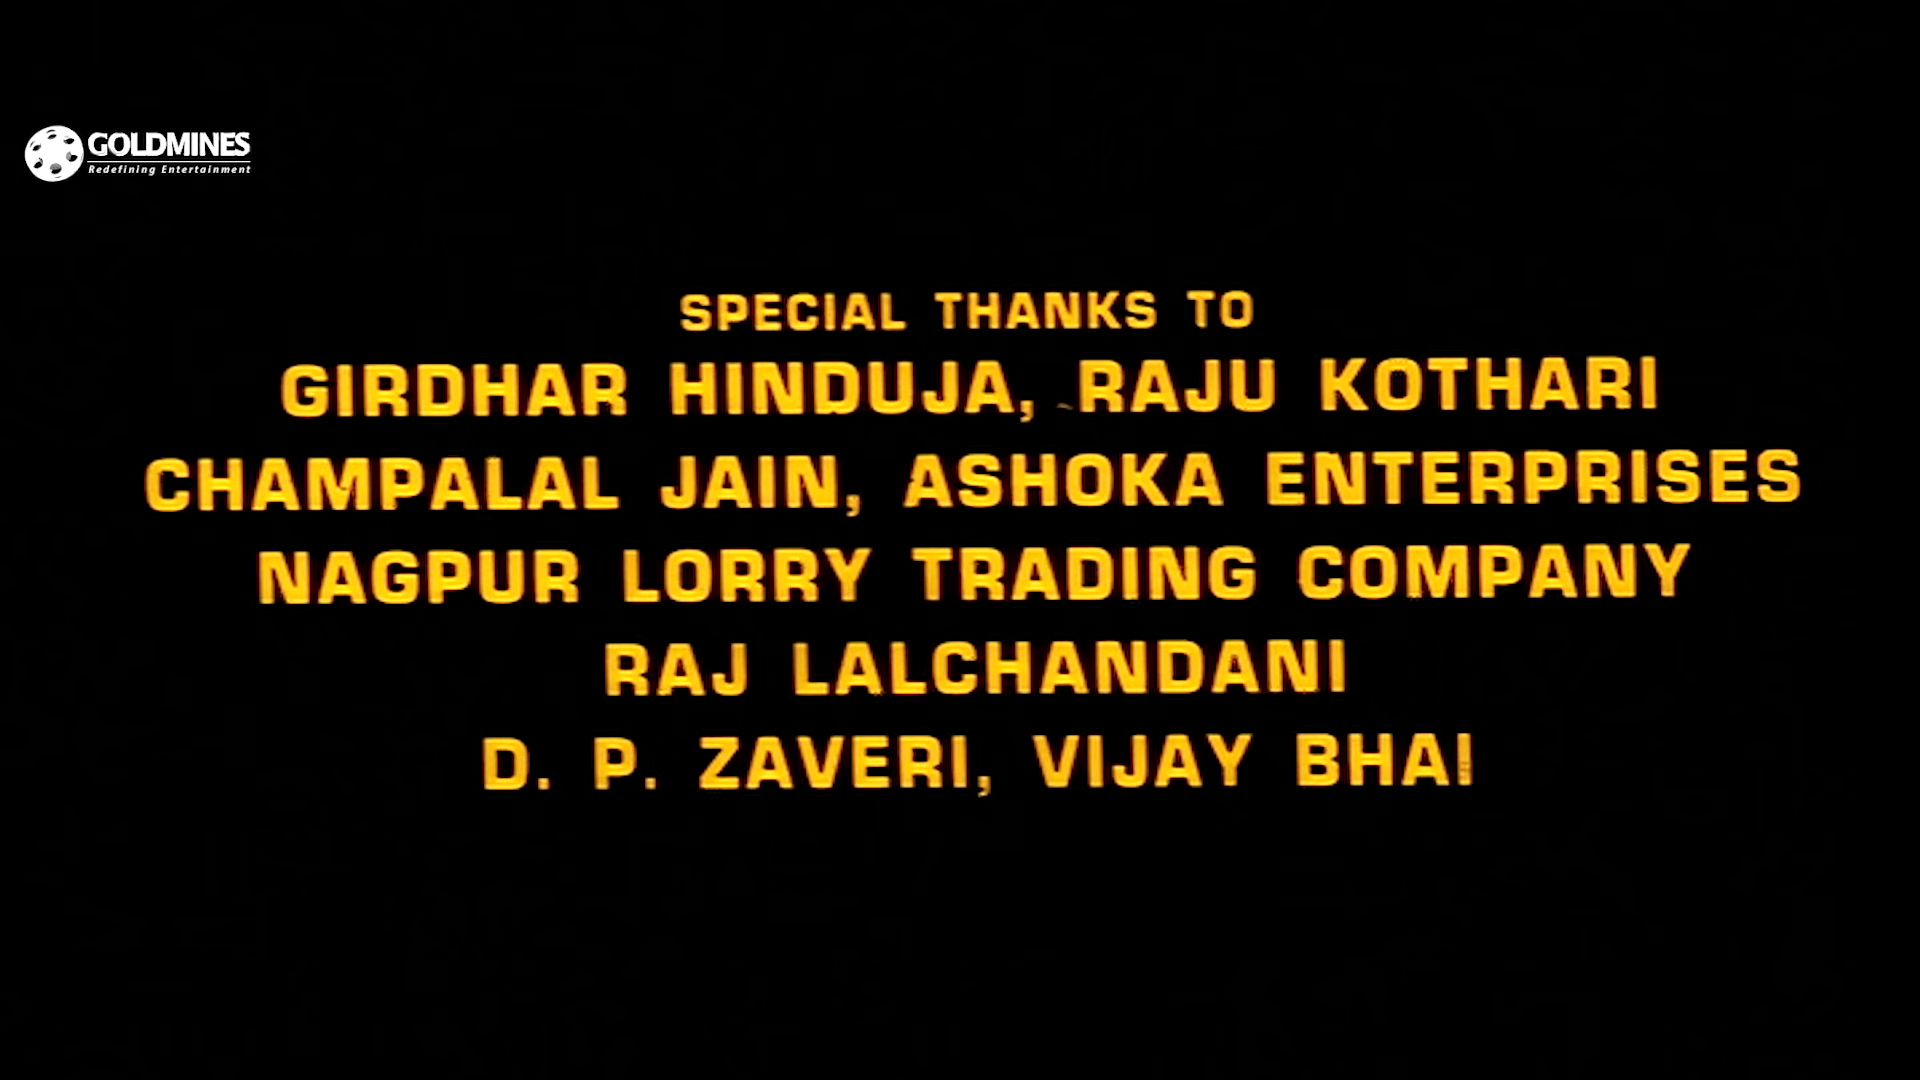 GOLDMINES
Redefining Entertainment
SPECIAL THANKS TO
GIRDHAR HINDUJA, RAJU KOTHARI
CHAMPALAL JAIN, ASHOKA ENTERPRISES
NAGPUR LORRY TRADING COMPANY
RAJ LALCHANDANI
D. P. ZAVERI, VIJAY BHAI